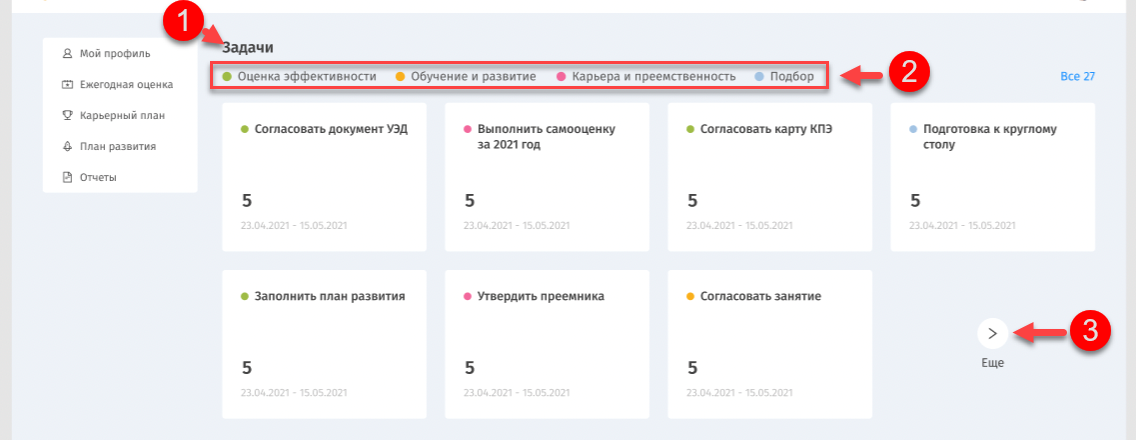 1
Задачи
Мой профиль
Ежегодная оценка
Карьерный план
План развития
Отчеты
Оценка эффективности Обучение и развитие Карьера и преемственность Подбор
2
Все 27
Согласовать документ УЭД
5
23.04.2021 - 15.05.2021
Выполнить самооценку
за 2021 год
5
23.04.2021 - 15.05.2021
Согласовать карту КПЭ
5
23.04.2021 - 15.05.2021
Подготовка к круглому
столу
5
23.04.2021 - 15.05.2021
Заполнить план развития
5
23.04.2021 - 15.05.2021
Утвердить преемника
5
23.04.2021 - 15.05.2021
Согласовать занятие
5
23.04.2021 - 15.05.2021
3
Еще